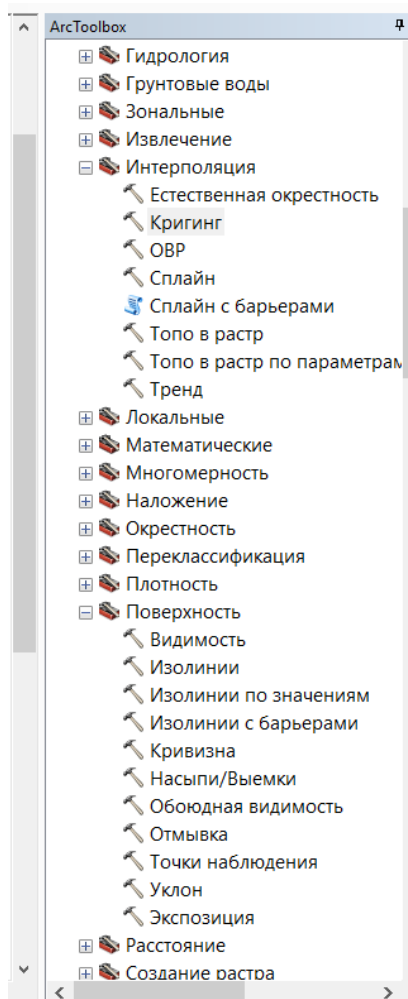 ArcToolbox
Гидрология
Грунтовые воды
Зональные
Извлечение
Интерполяция
Естественная окрестность
Кригинг
ОВР
Сплайн
Сплайн с барьерами
Топо в растр
Топо в растр по параметрам
Тренд
Локальные
Математические
Многомерность
Наложение
Окрестность
Переклассификация
Плотность
Поверхность
Видимость
Изолинии
Изолинии по значениям
Изолинии с барьерами
Кривизна
Насыпи/Выемки
Обоюдная видимость
Отмывка
Точки наблюдения
Уклон
Экспозиция
Расстояние
Создание растра